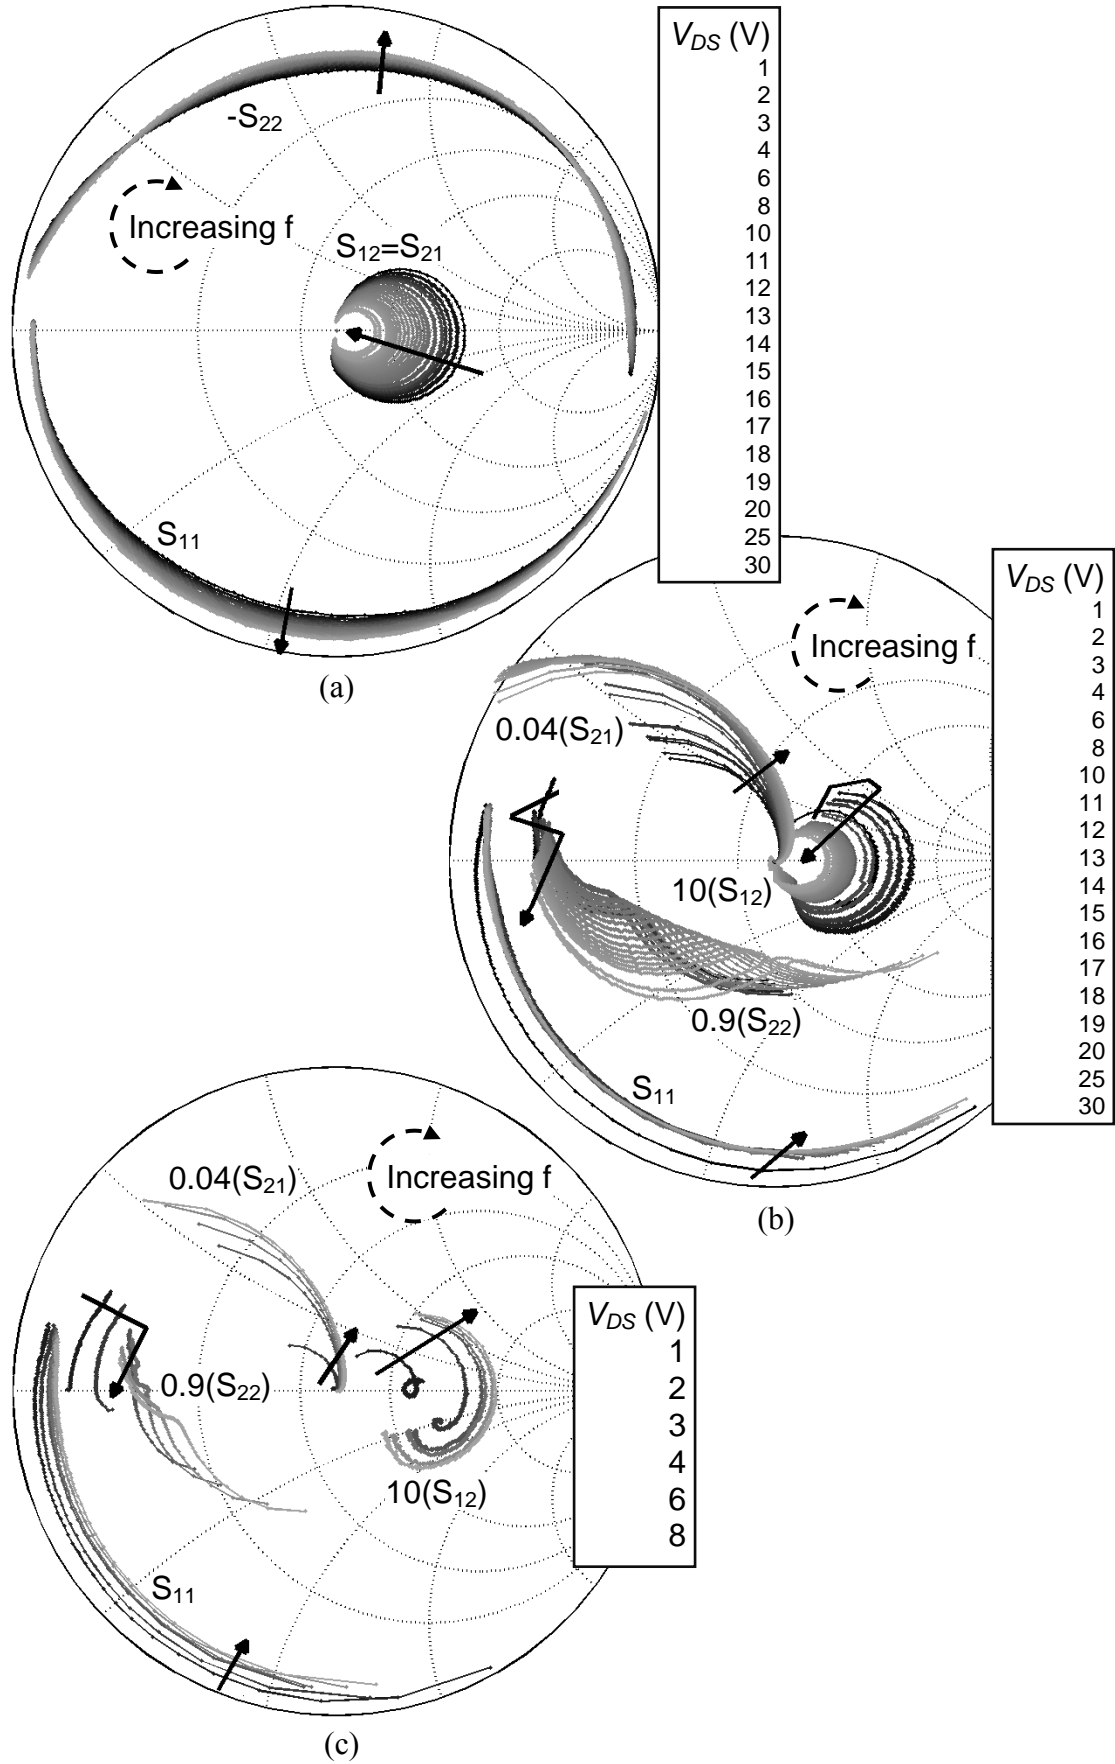 V_DS (V)
1
2
3
4
6
8
10
11
12
13
14
15
16
17
18
19
20
25
30
-S22
Increasing f
S12=S21
S11
(a)
V_DS (V)
1
2
3
4
6
8
10
11
12
13
14
15
16
17
18
19
20
25
30
Increasing f
0.04(S21)
10(S12)
0.9(S22)
S11
(b)
0.04(S21)
Increasing f
V_DS (V)
1
2
3
4
6
8
0.9(S22)
10(S12)
S11
(c)